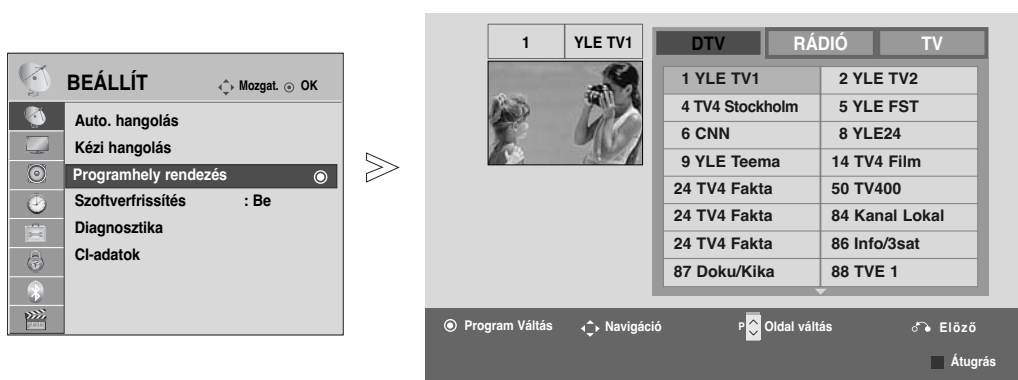 BEÁLLÍT Mozgat. OK
Auto. hangolás
Kézi hangolás
Programhely rendezés
Szoftverfrissítés : Be
Diagnosztika
CI-adatok
1 YLE TV1
DTV RÁDIÓ TV
1 YLE TV1 2 YLE TV2
4 TV4 Stockholm 5 YLE FST
6 CNN 8 YLE24
9 YLE Teema 14 TV4 Film
24 TV4 Fakta 50 TV400
24 TV4 Fakta 84 Kanal Lokal
24 TV4 Fakta 86 Info/3sat
87 Doku/Kika 88 TVE 1
Program Váltás Navigáció P Oldal váltás Elöző
Átugrás